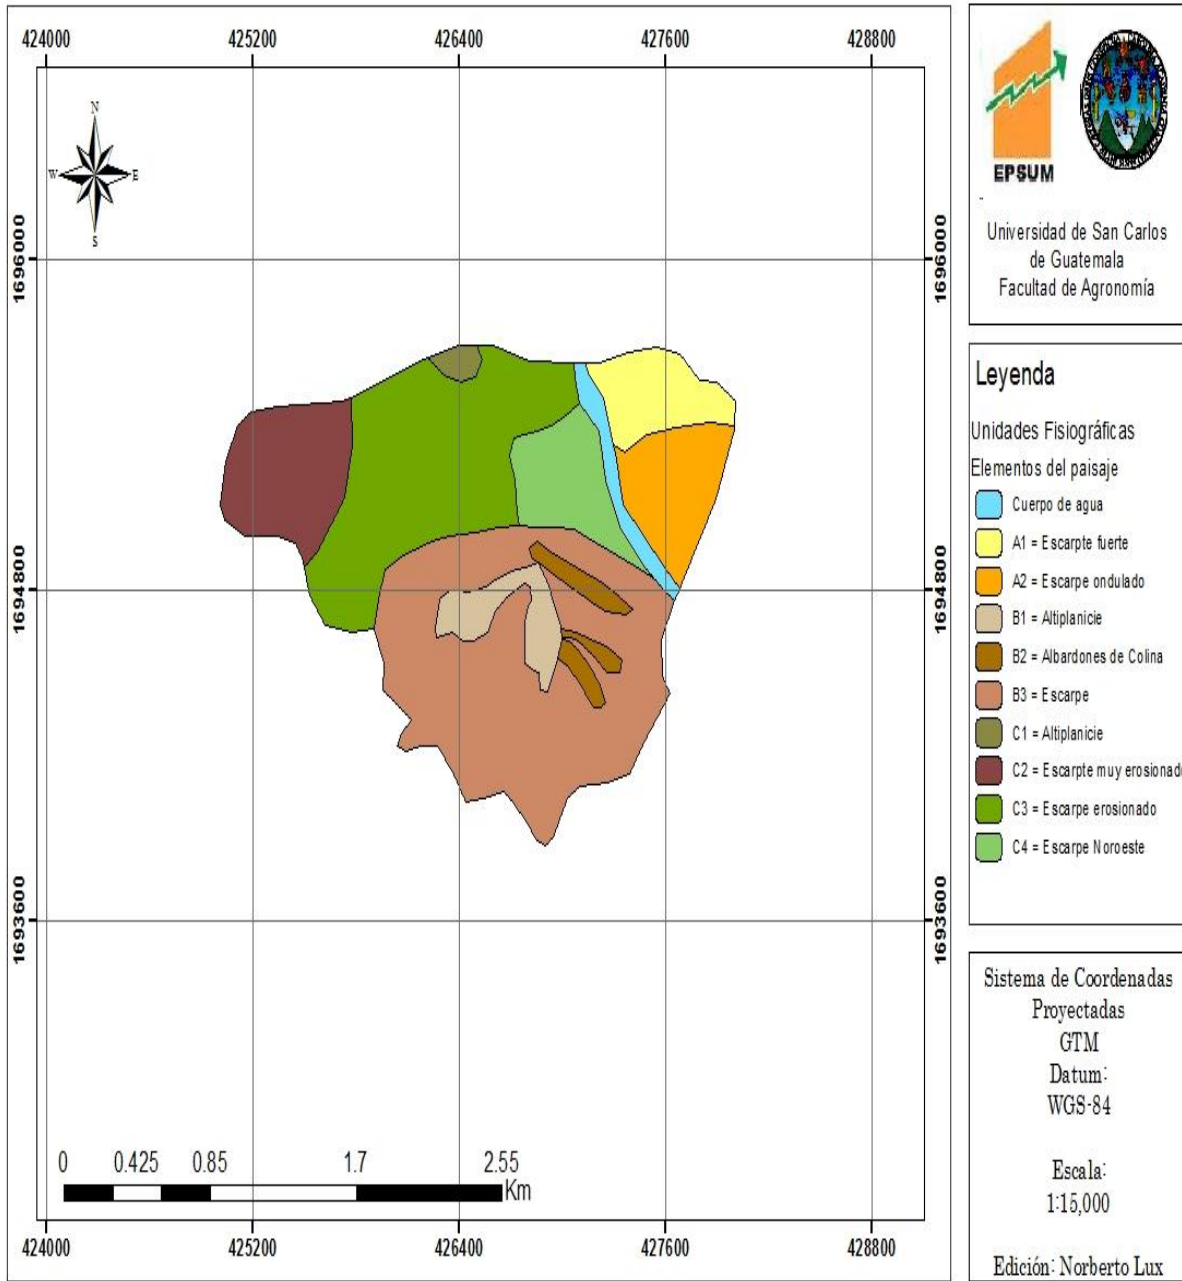 424000 425200 426400 427600 428800
N
W E
S
1696000 1696000
1694800 1694800
1693600 1693600
0 0.425 0.85 1.7 2.55
Km
424000 425200 426400 427600 428800
EPSUM
Universidad de San Carlos
de Guatemala
Facultad de Agronomía
Leyenda
Unidades Fisiográficas
Elementos del paisaje
Cuerpo de agua
A1 = Escarpte fuerte
A2 = Escarpe ondulado
B1 = Altiplanicie
B2 = Albardones de Colina
B3 = Escarpe
C1 = Altiplanicie
C2 = Escarpte muy erosionado
C3 = Escarpe erosionado
C4 = Escarpe Noroeste
Sistema de Coordenadas
Proyectadas
GTM
Datum:
WGS-84
Escala:
1:15,000
Edición: Norberto Lux